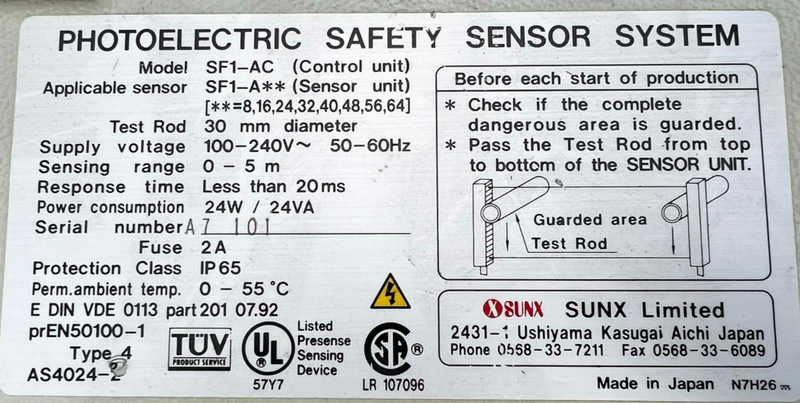 PHOTOELECTRIC SAFETY SENSOR SYSTEM
Model SF1-AC (Control unit)
Applicable sensor SF1-A** (Sensor unit)
[**=8,16,24,32,40,48,56,64]
Test Rod 30 mm diameter
Supply voltage 100-240V~ 50-60Hz
Sensing range 0 - 5 m
Response time Less than 20ms
Power consumption 24W / 24VA
Serial number A7 101
Fuse 2A
Protection Class IP65
Perm.ambient temp. 0 - 55 °C
E DIN VDE 0113 part201 07.92
prEN50100-1
Type 4
AS4024-2
TÜV
PRODUCT SERVICE
UL
Listed
Presense
Sensing
Device
57Y7
SA
LR 107096
Before each start of production
* Check if the complete
dangerous area is guarded.
* Pass the Test Rod from top
to bottom of the SENSOR UNIT.
Guarded area
Test Rod
SUNX SUNX Limited
2431-1 Ushiyama Kasugai Aichi Japan
Phone 0568-33-7211 Fax 0568-33-6089
Made in Japan N7H26